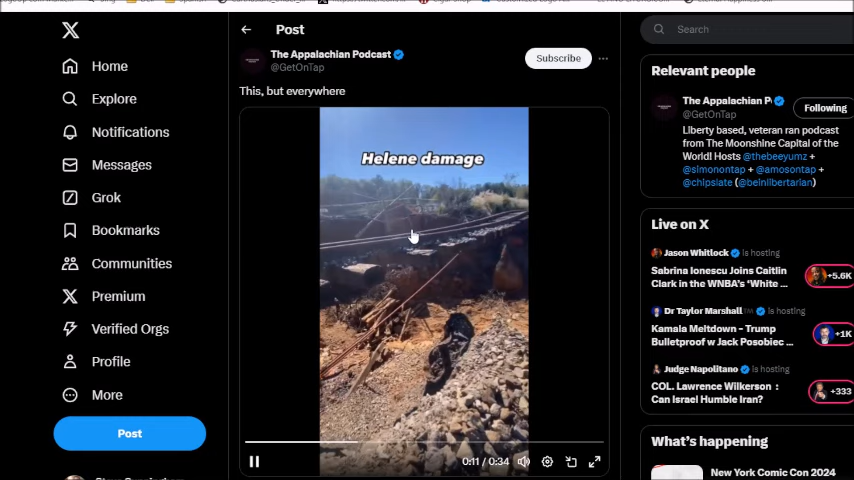 Post
Search
Home
Explore
Notifications
Messages
Grok
Bookmarks
Communities
Premium
Verified Orgs
Profile
More
Post
The Appalachian Podcast
@GetOnTap
Subscribe
This, but everywhere
Helene damage
0:11 / 0:34
Relevant people
The Appalachian P
@GetOnTap
Following
Liberty based, veteran ran podcast
from The Moonshine Capital of the
World! Hosts @thebeeyumz +
@simonontap + @amosontap +
@chipslate (@beinlibertarian)
Live on X
Jason Whitlock is hosting
Sabrina Ionescu Joins Caitlin
Clark in the WNBA's 'White ...
+5.6K
Dr Taylor Marshall™ is hosting
Kamala Meltdown - Trump
Bulletproof w Jack Posobiec ...
+1K
Judge Napolitano is hosting
COL. Lawrence Wilkerson :
Can Israel Humble Iran?
+333
What's happening
New York Comic Con 2024